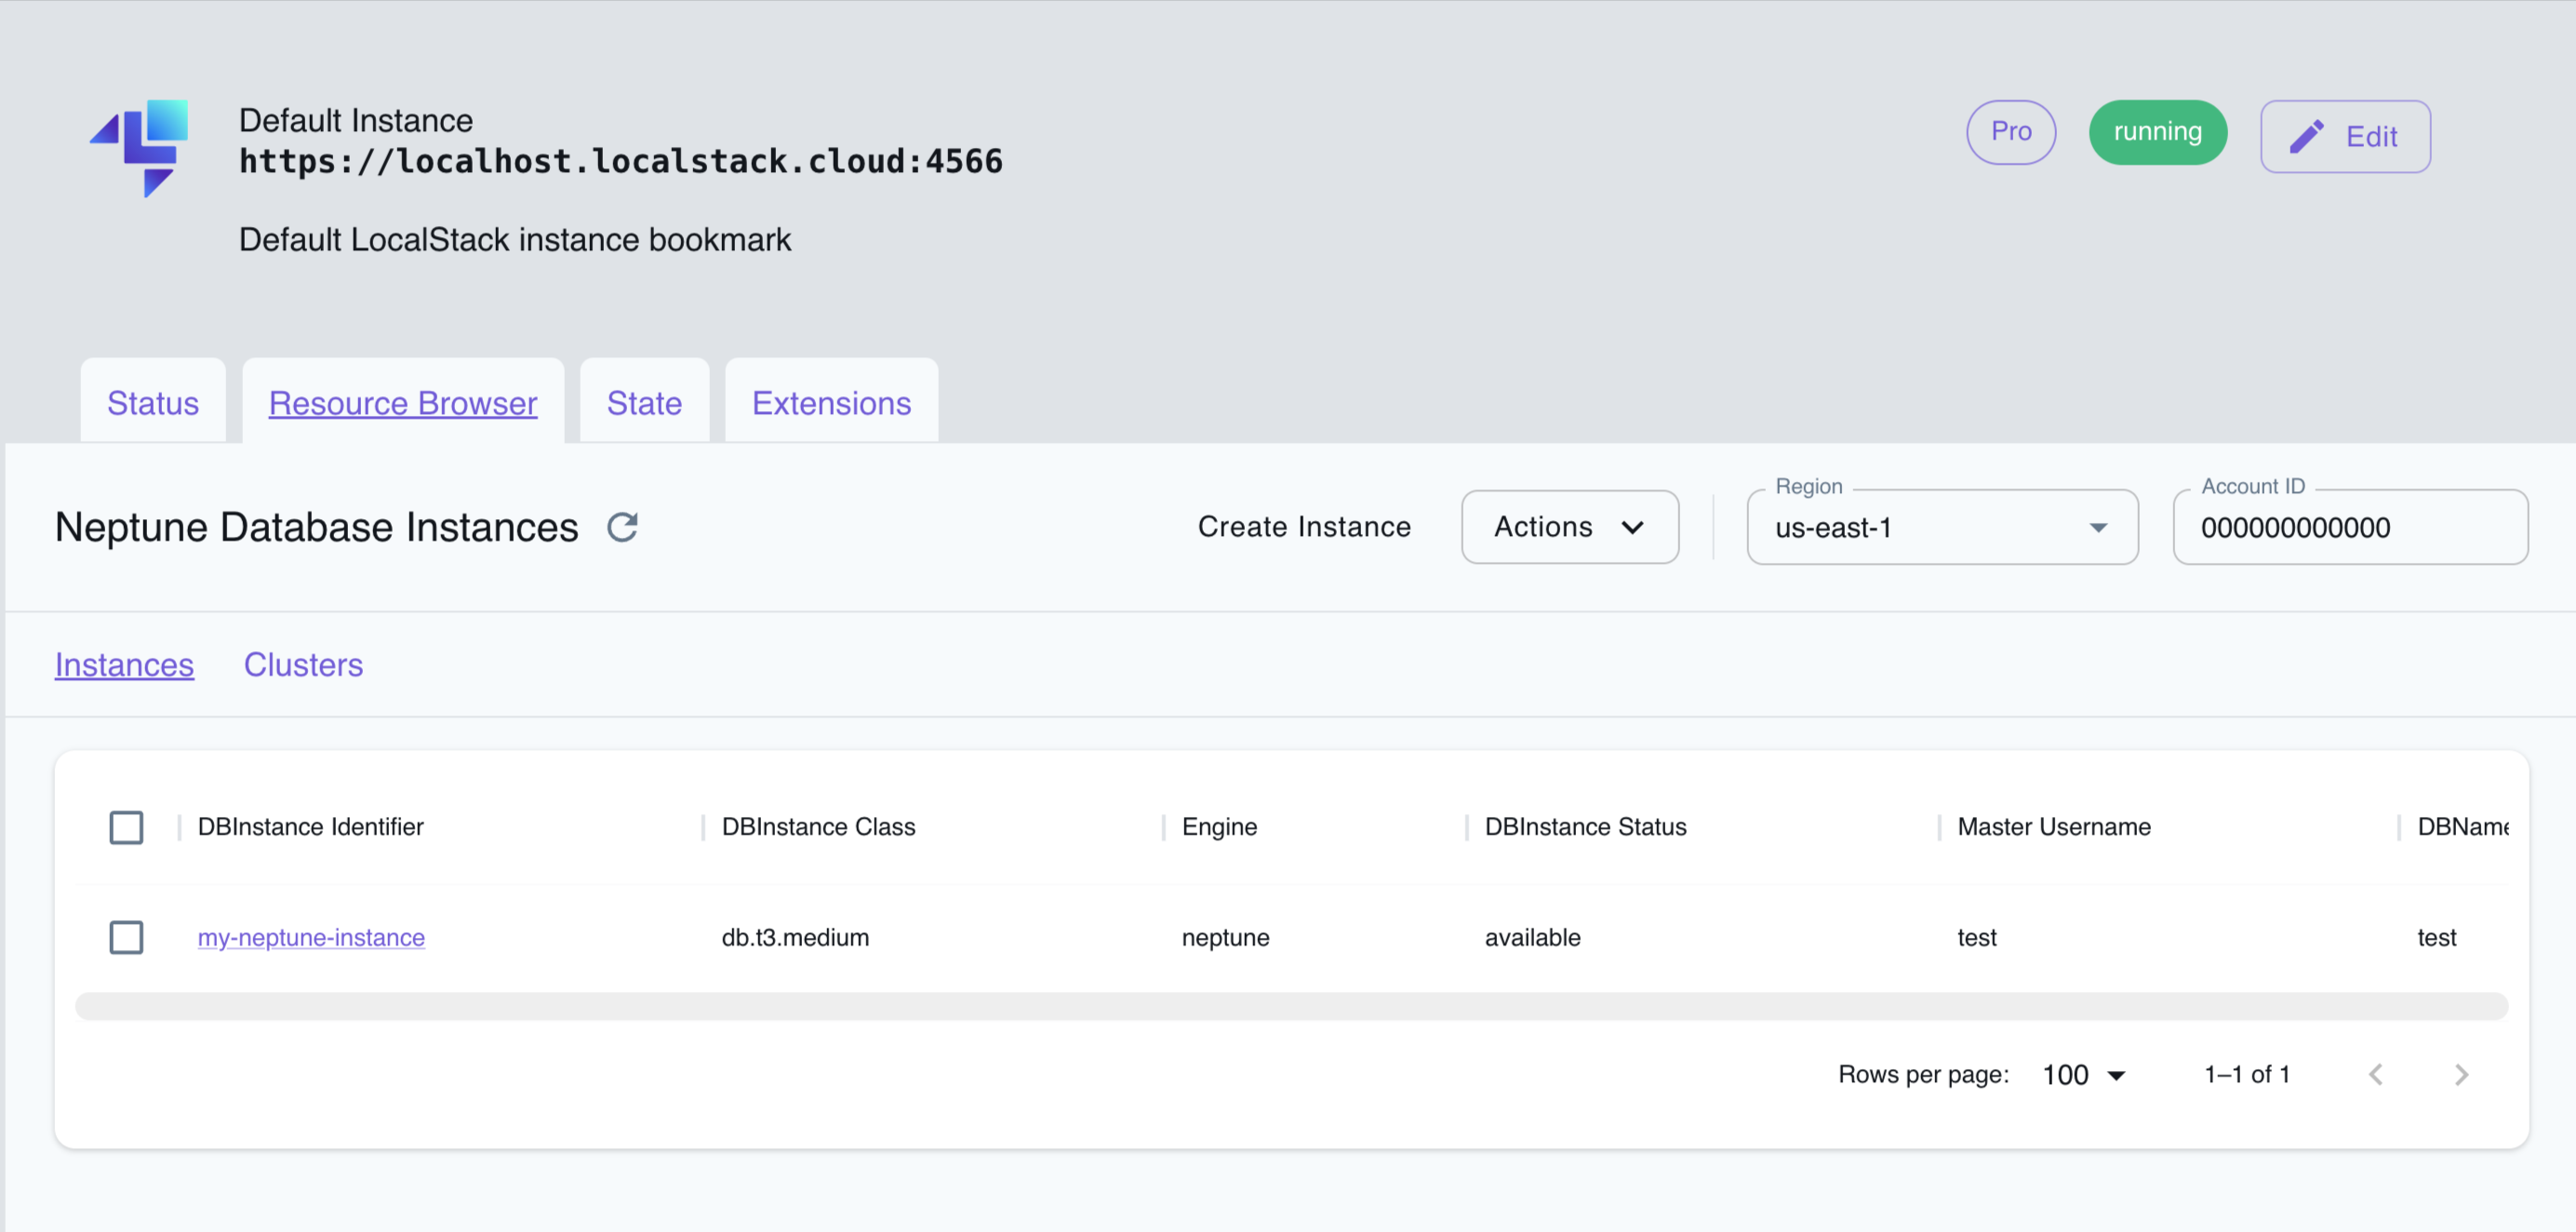 Default Instance
https://localhost.localstack.cloud:4566
Default LocalStack instance bookmark
Pro
running
Edit
Status
Resource Browser
State
Extensions
Neptune Database Instances
Create Instance
Actions
Region
us-east-1
Account ID
000000000000
Instances
Clusters
DBInstance Identifier
DBInstance Class
Engine
DBInstance Status
Master Username
DBName
my-neptune-instance
db.t3.medium
neptune
available
test
test
Rows per page:
100
1–1 of 1